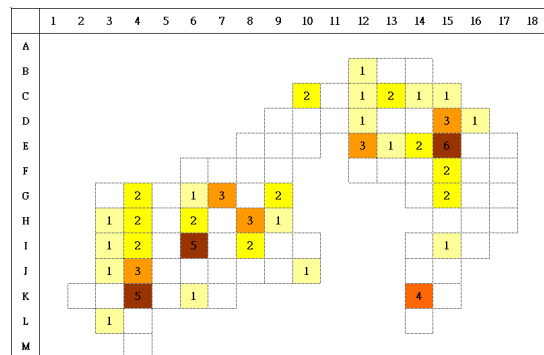 1 2 3 4 5 6 7 8 9 10 11 12 13 14 15 16 17 18
A
B 1
C 2 1 2 1 1
D 1 3 1
E 3 1 2 6
F 2
G 2 1 3 2 2
H 1 2 2 3 1
I 1 2 5 2 1
J 1 3 1
K 5 1 4
L 1
M